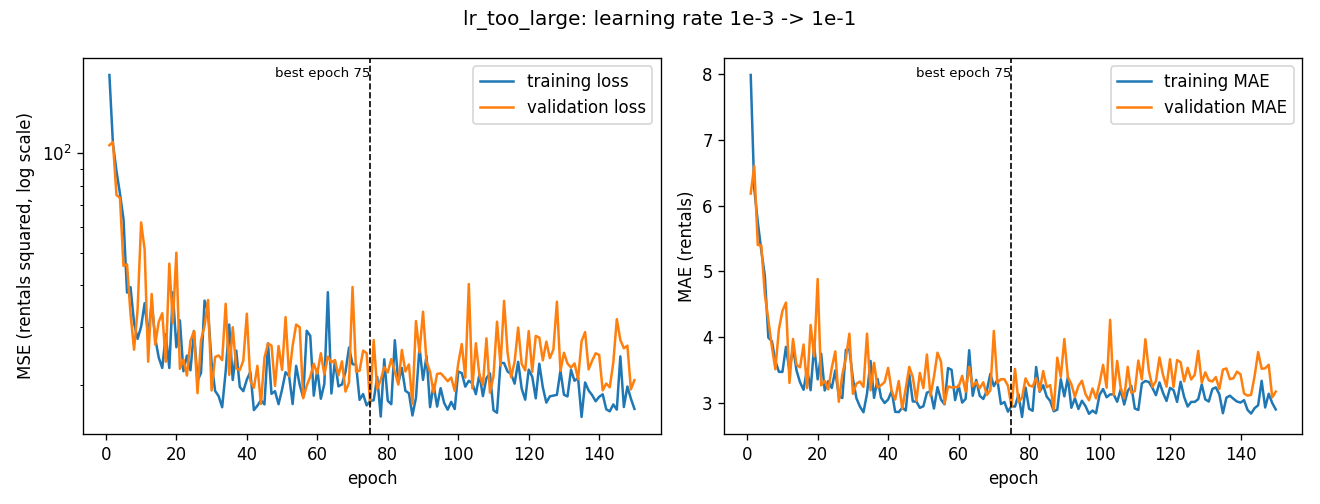 lr_too_large: learning rate 1e-3 -> 1e-1
best epoch 75
training loss
validation loss
10²
MSE (rentals squared, log scale)
0 20 40 60 80 100 120 140
epoch
best epoch 75
training MAE
validation MAE
8
7
6
5
4
3
MAE (rentals)
0 20 40 60 80 100 120 140
epoch